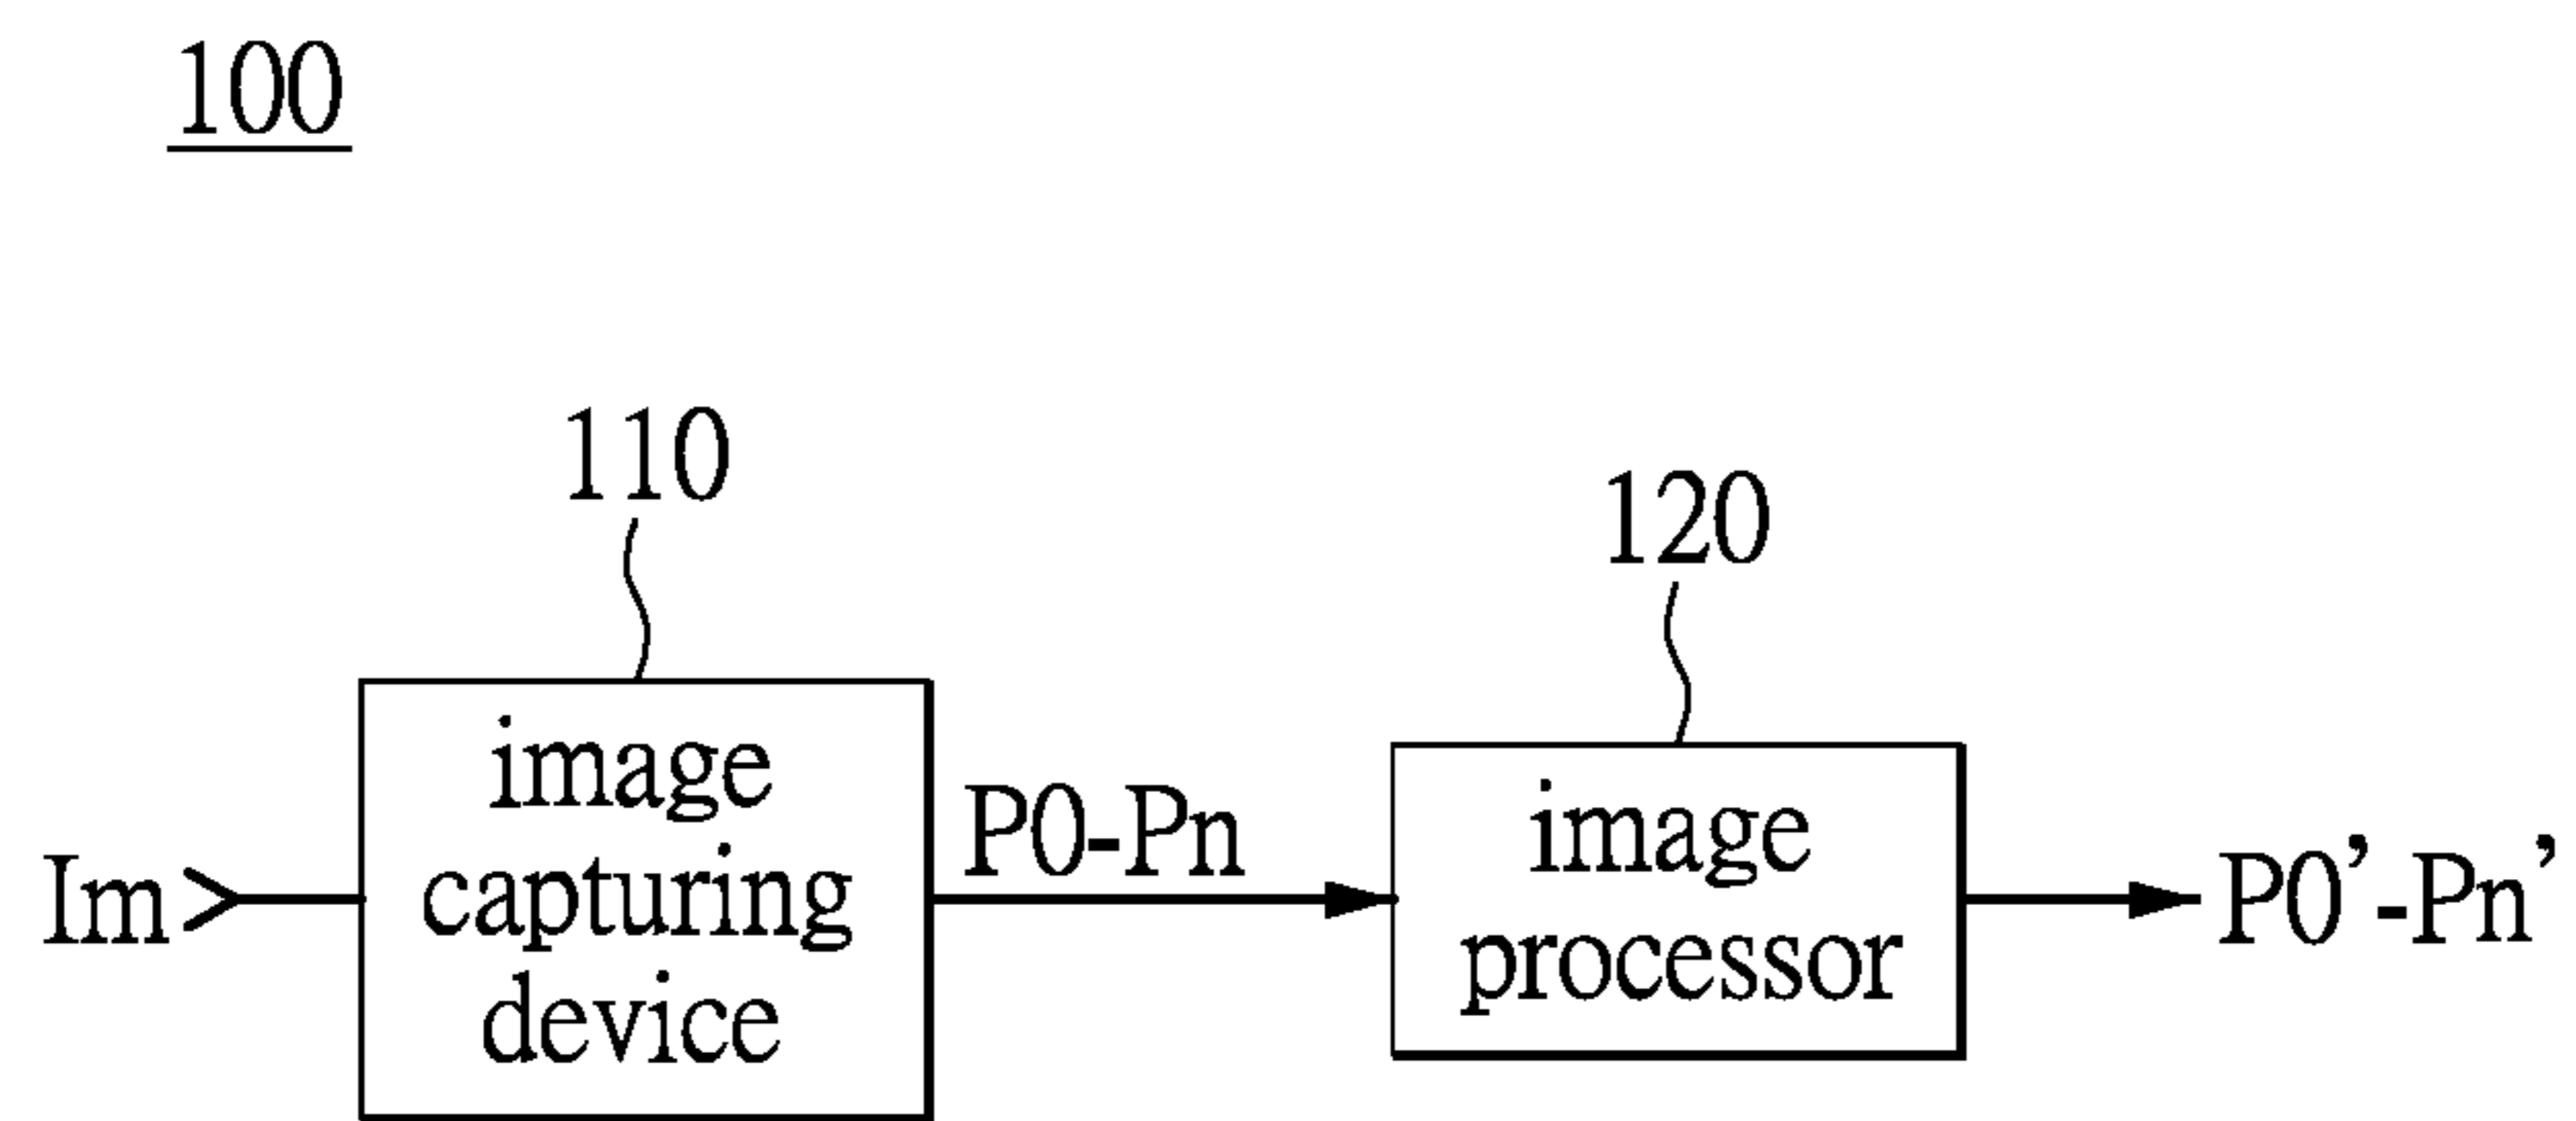 100
110
120
image
capturing
device
image
processor
Im
P0-Pn
P0’-Pn’